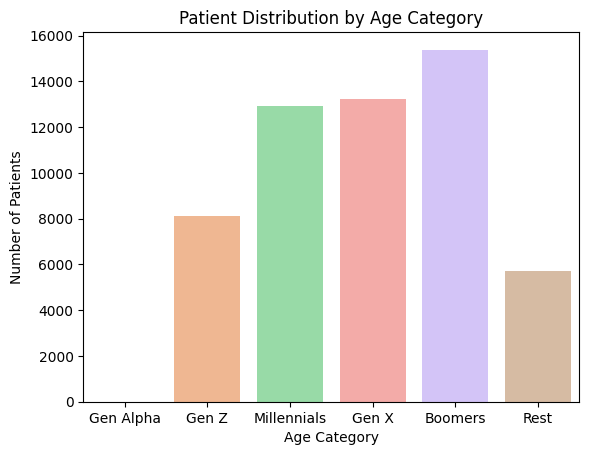 Patient Distribution by Age Category
16000
14000
12000
10000
8000
6000
4000
2000
0
Number of Patients
Gen Alpha Gen Z Millennials Gen X Boomers Rest
Age Category